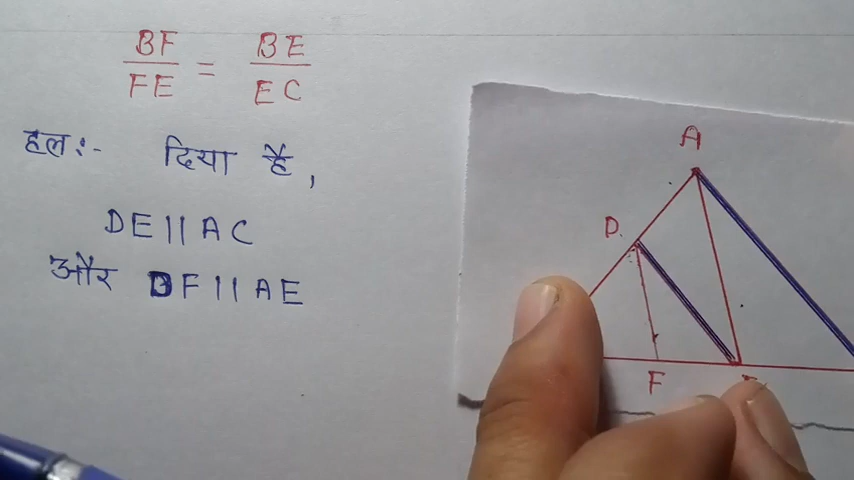 BF/FE = BE/EC
हल:- दिया है,
DE||AC
और DF||AE
A
D
F